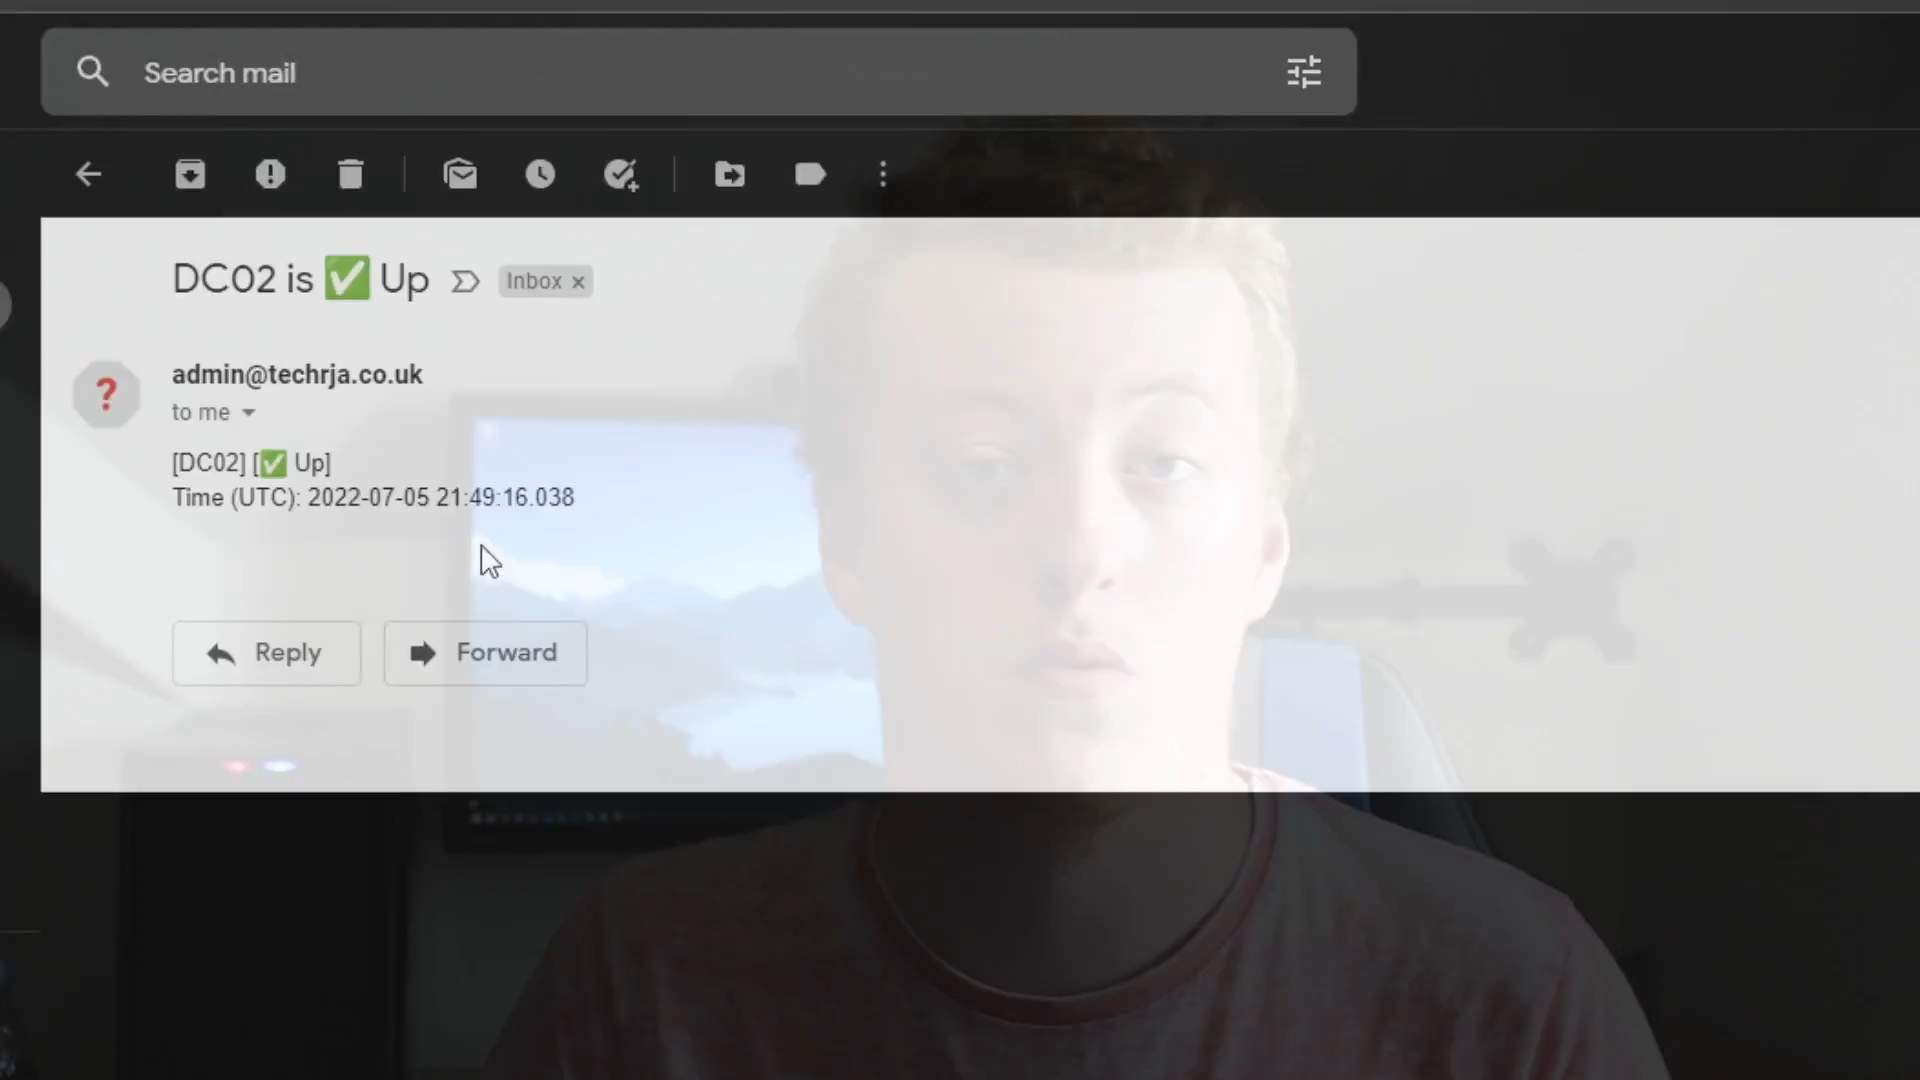 Search mail
DC02 is ✅ Up Inbox ×
?
admin@techrja.co.uk
to me
[DC02] [✅ Up]
Time (UTC): 2022-07-05 21:49:16.038
Reply Forward